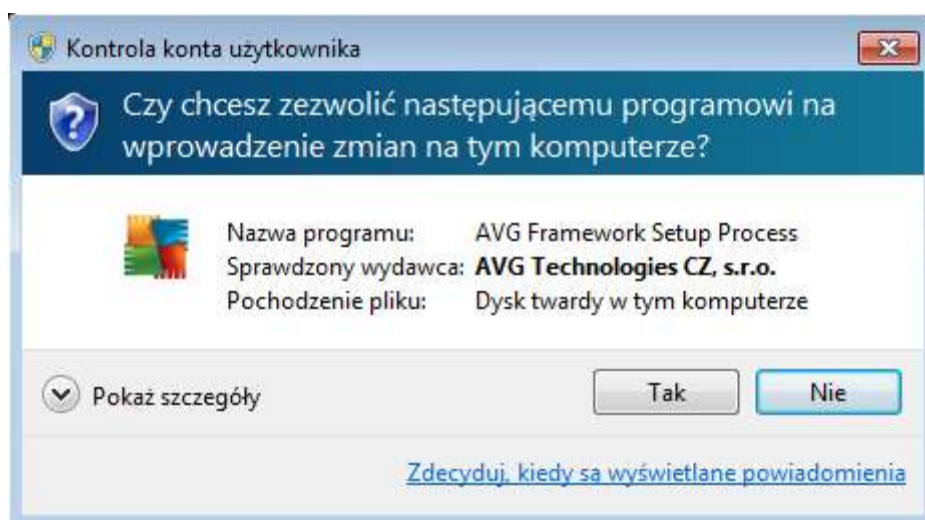 Kontrola konta użytkownika
Czy chcesz zezwolić następującemu programowi na
wprowadzenie zmian na tym komputerze?
Nazwa programu: AVG Framework Setup Process
Sprawdzony wydawca: AVG Technologies CZ, s.r.o.
Pochodzenie pliku: Dysk twardy w tym komputerze
Pokaż szczegóły Tak Nie
Zdecyduj, kiedy są wyświetlane powiadomienia